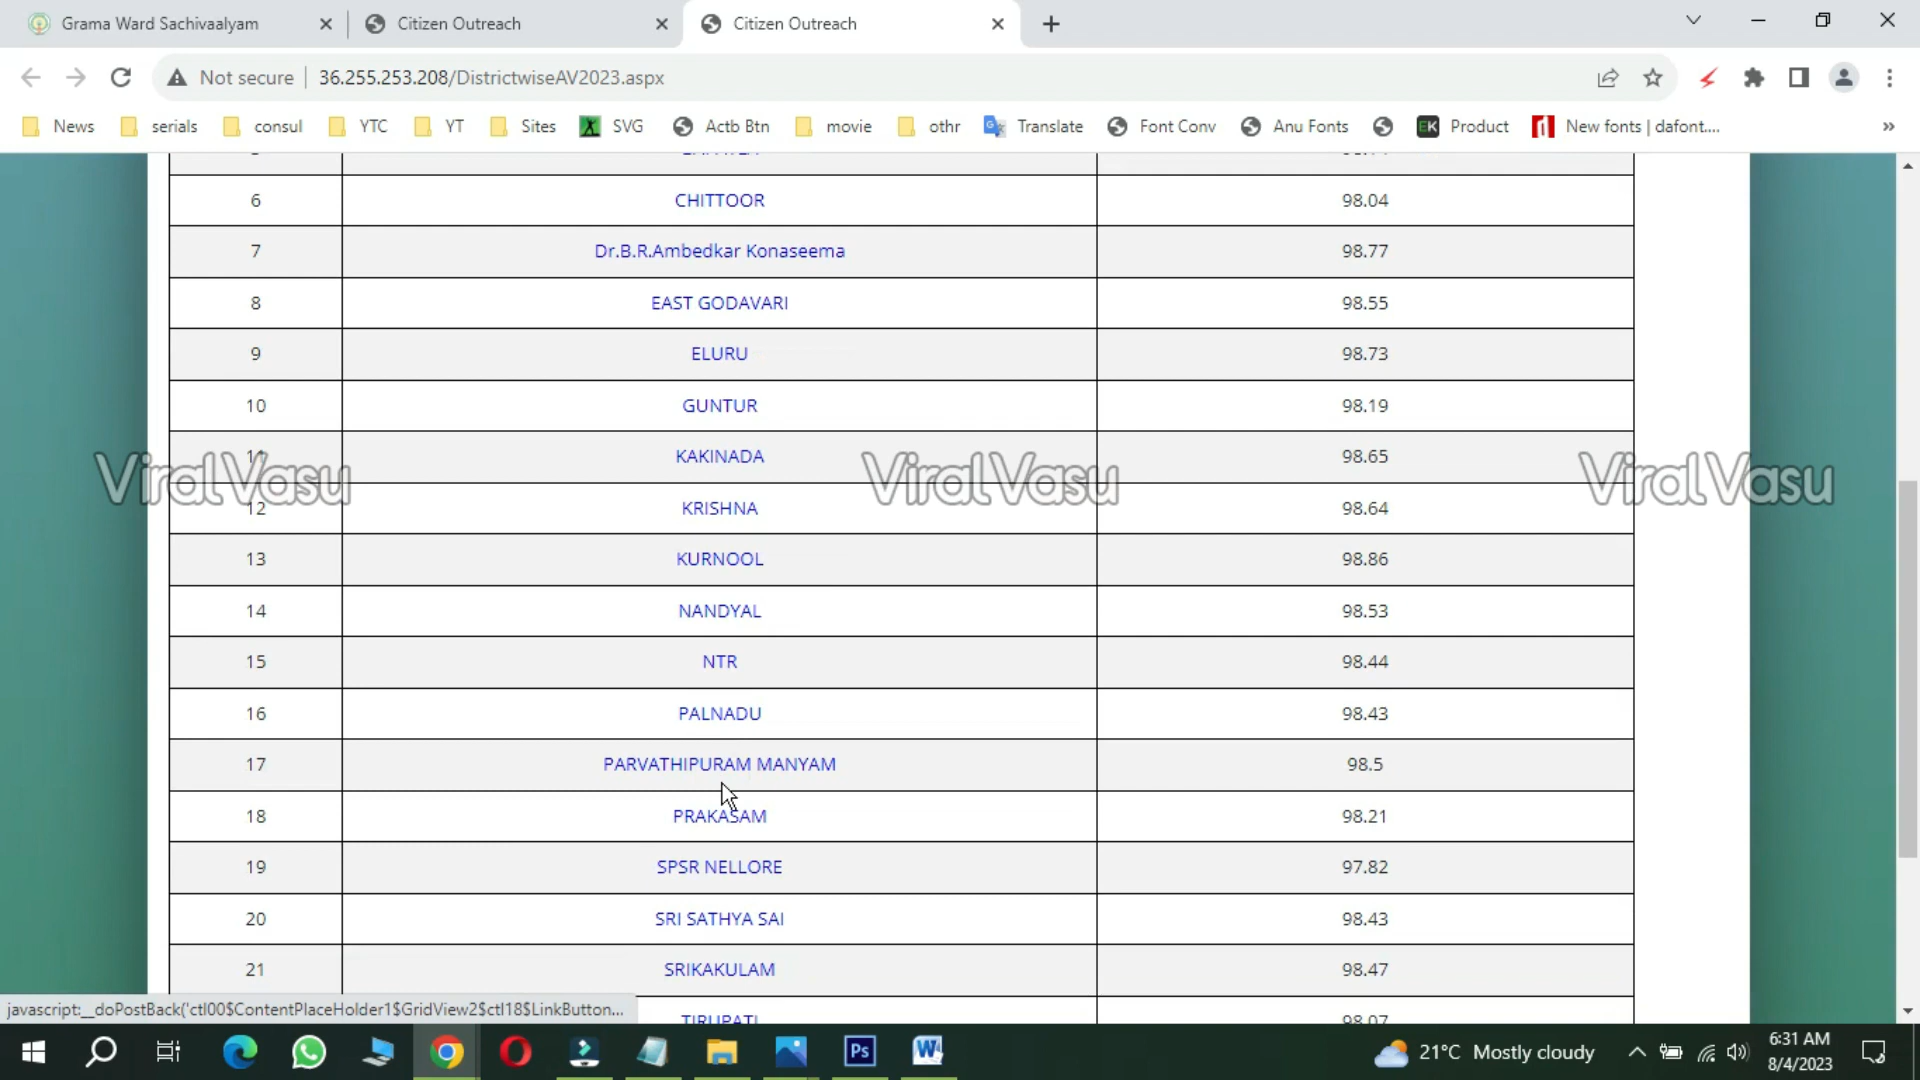 Grama Ward Sachivaalyam
Citizen Outreach
Citizen Outreach
Not secure
36.255.253.208/DistrictwiseAV2023.aspx
News serials consul YTC YT Sites SVG Actb Btn movie othr Translate Font Conv Anu Fonts EK Product New fonts | dafont....
6 CHITTOOR 98.04
7 Dr.B.R.Ambedkar Konaseema 98.77
8 EAST GODAVARI 98.55
9 ELURU 98.73
10 GUNTUR 98.19
11 KAKINADA 98.65
ViralVasu ViralVasu ViralVasu
12 KRISHNA 98.64
13 KURNOOL 98.86
14 NANDYAL 98.53
15 NTR 98.44
16 PALNADU 98.43
17 PARVATHIPURAM MANYAM 98.5
18 PRAKASAM 98.21
19 SPSR NELLORE 97.82
20 SRI SATHYA SAI 98.43
21 SRIKAKULAM 98.47
TIRUPATI 98.07
javascript:__doPostBack('ctl00$ContentPlaceHolder1$GridView2$ctl18$LinkButton...
Ps
W
21°C Mostly cloudy
6:31 AM
8/4/2023